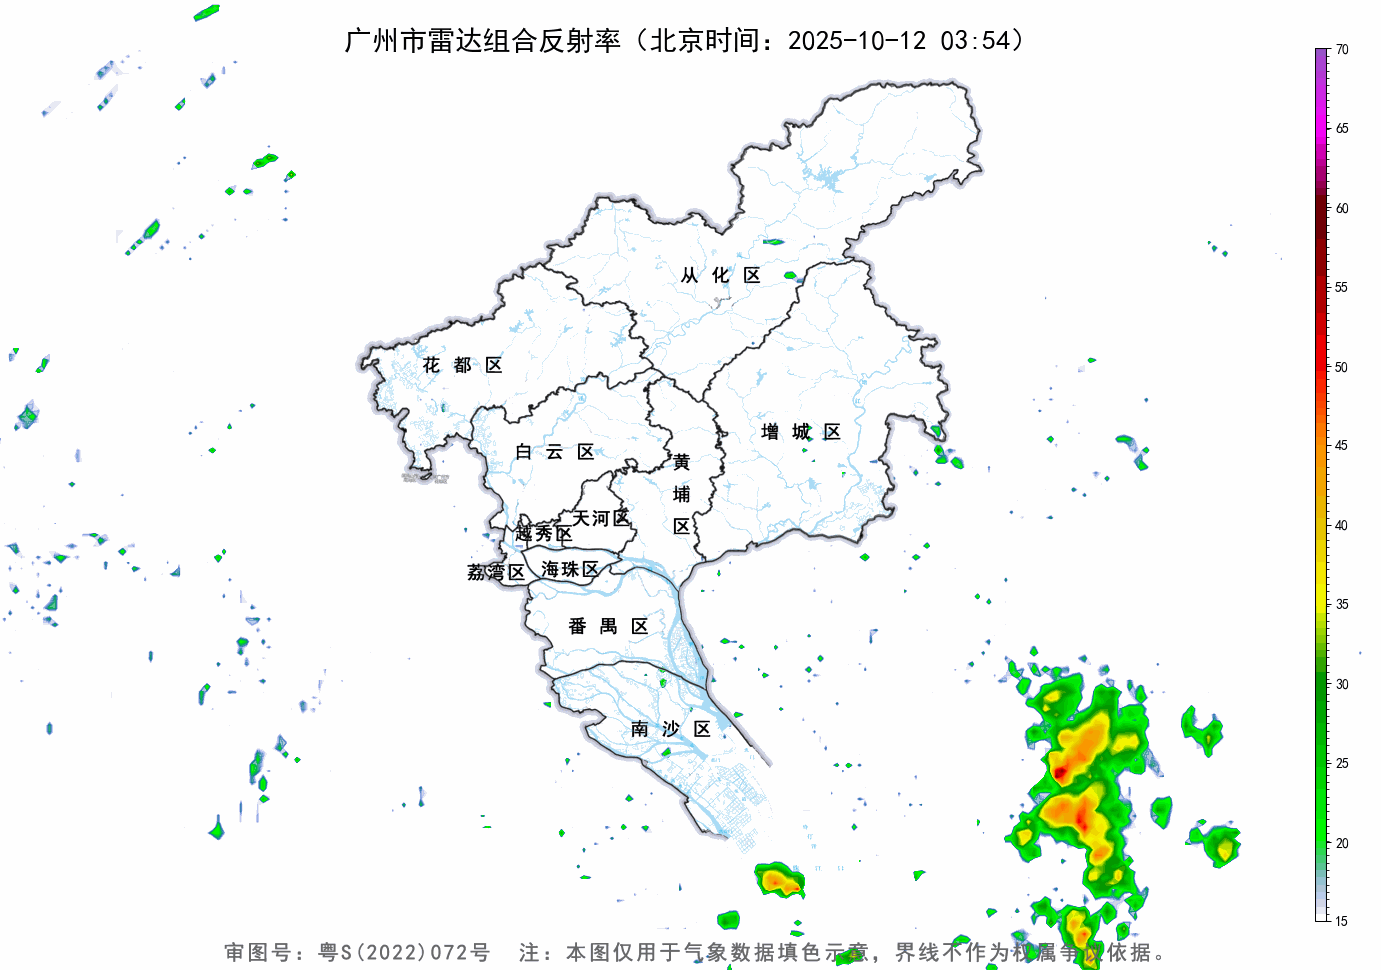 广州市雷达组合反射率（北京时间：2025-10-12 03:54）
70
65
60
55
50
45
40
35
30
25
20
15
从化区
花都区
增城区
白云区
黄埔区
天河区
越秀区
海珠区
荔湾区
番禺区
南沙区
审图号：粤S(2022)072号 注：本图仅用于气象数据填色示意，界线不作为权属争议依据。